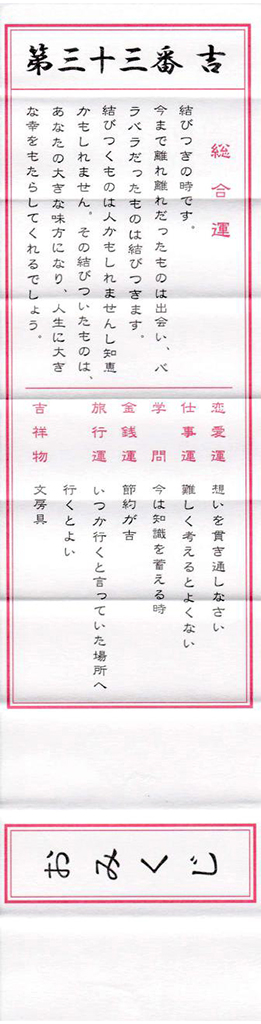 第三十三番 吉
総合運
結びつきの時です。
今まで離れ離れだったものは出会い、バ
ラバラだったものは結びつきます。
結びつくものは人かもしれませんし知恵
かもしれません。その結びついたものは、
あなたの大きな味方になり、人生に大き
な幸をもたらしてくれるでしょう。
恋愛運 想いを貫き通しなさい
仕事運 難しく考えるとよくない
学問 今は知識を蓄える時
金銭運 節約が吉
旅行運 いつか行くと言っていた場所へ
行くとよい
吉祥物 文房具
おみくじ